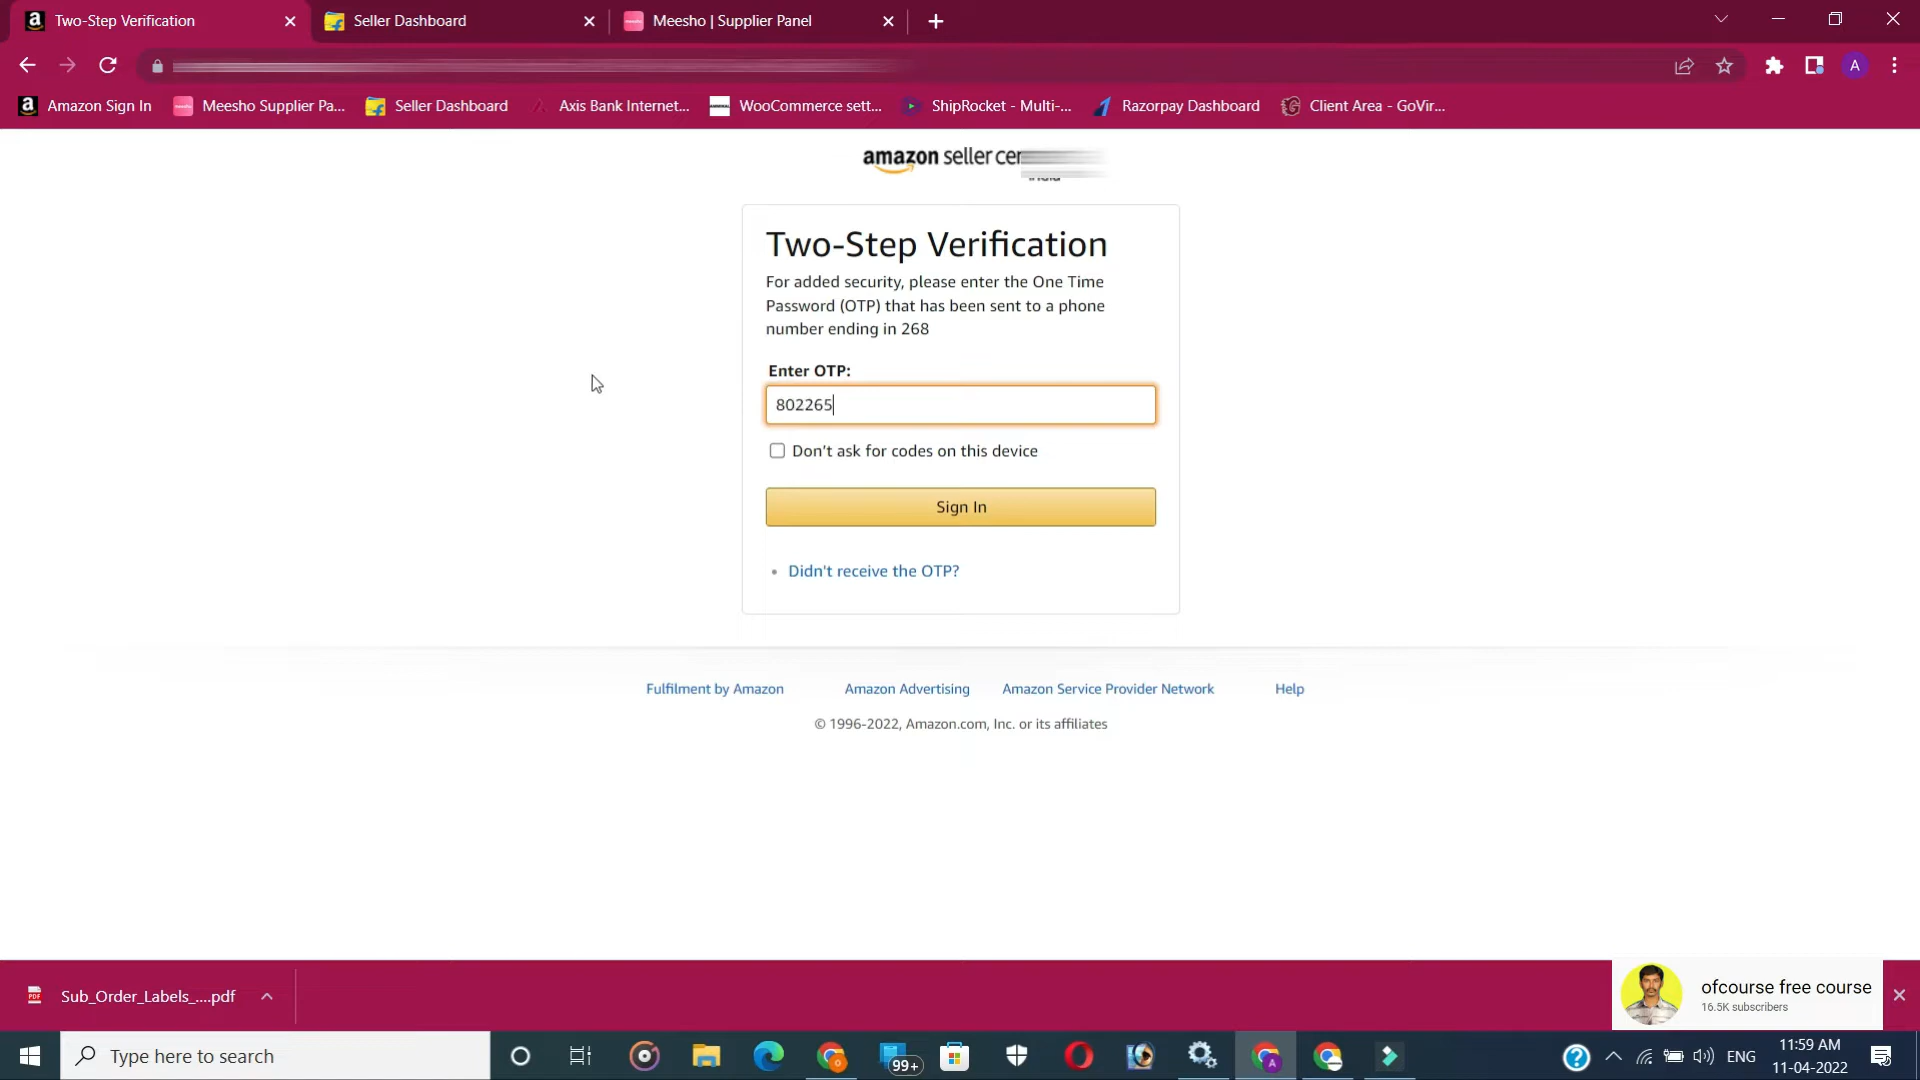 Two-Step Verification
Seller Dashboard
Meesho | Supplier Panel
A
Amazon Sign In
Meesho Supplier Pa...
Seller Dashboard
Axis Bank Internet...
WooCommerce sett...
ShipRocket - Multi-...
Razorpay Dashboard
Client Area - GoVir...
amazon seller cen
Two-Step Verification
For added security, please enter the One Time
Password (OTP) that has been sent to a phone
number ending in 268
Enter OTP:
802265
Don't ask for codes on this device
Sign In
Didn't receive the OTP?
Fulfilment by Amazon
Amazon Advertising
Amazon Service Provider Network
Help
© 1996-2022, Amazon.com, Inc. or its affiliates
PDF
Sub_Order_Labels_....pdf
ofcourse free course
16.5K subscribers
Type here to search
99+
ENG
11:59 AM
11-04-2022